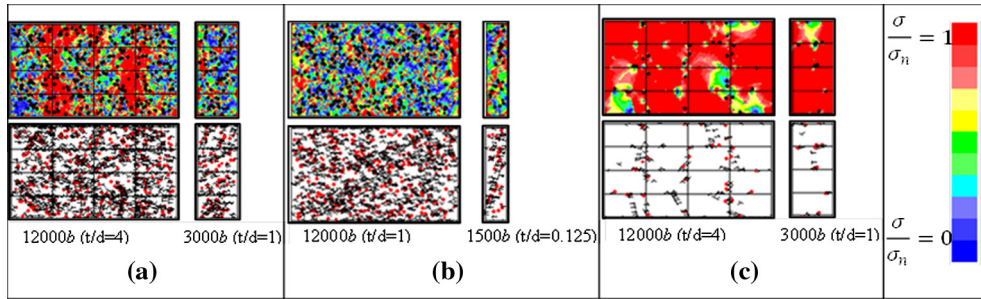 12000b (t/d=4) 3000b (t/d=1)
(a)
12000b (t/d=1) 1500b (t/d=0.125)
(b)
12000b (t/d=4) 3000b (t/d=1)
(c)
σ/σn = 1
σ/σn = 0